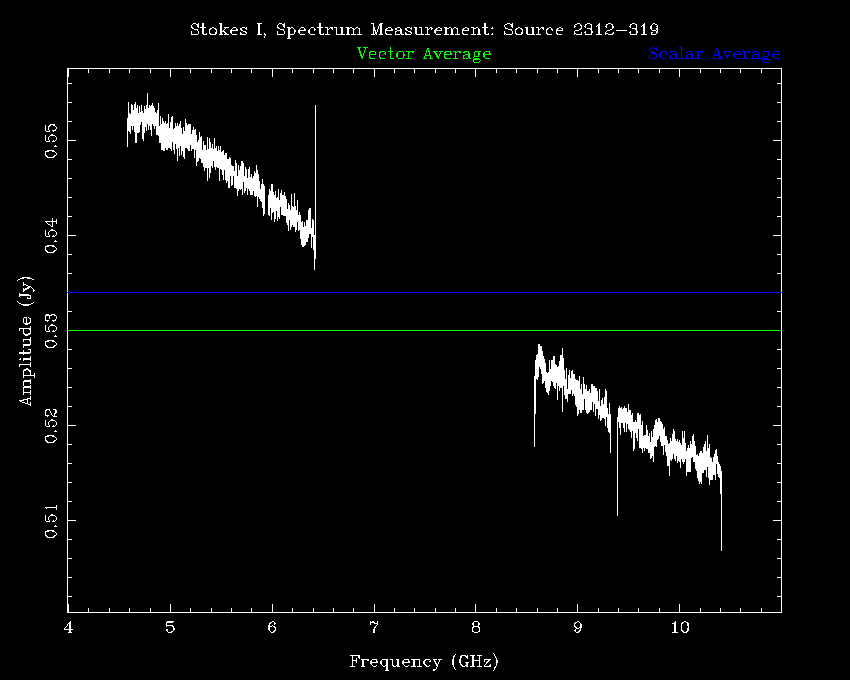 Stokes I, Spectrum Measurement: Source 2312-319
Vector Average
Scalar Average
0.55
0.54
0.53
0.52
0.51
Amplitude (Jy)
4 5 6 7 8 9 10
Frequency (GHz)